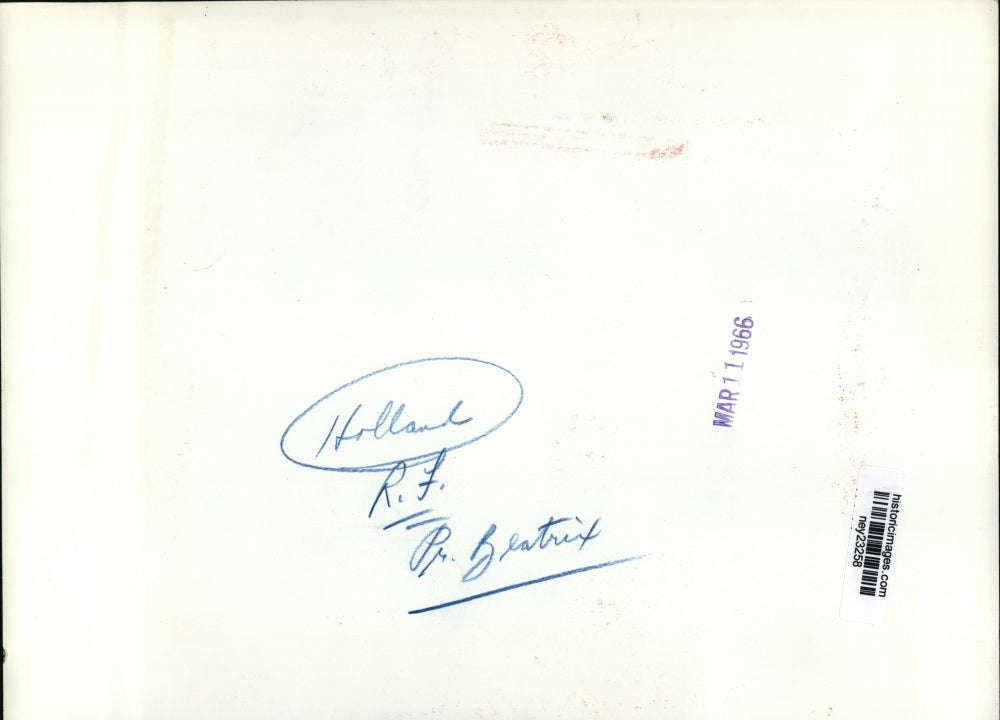 Holland
R. F.
Pr. Beatrix
MAR 11 1966
historicimages.com
ney23258